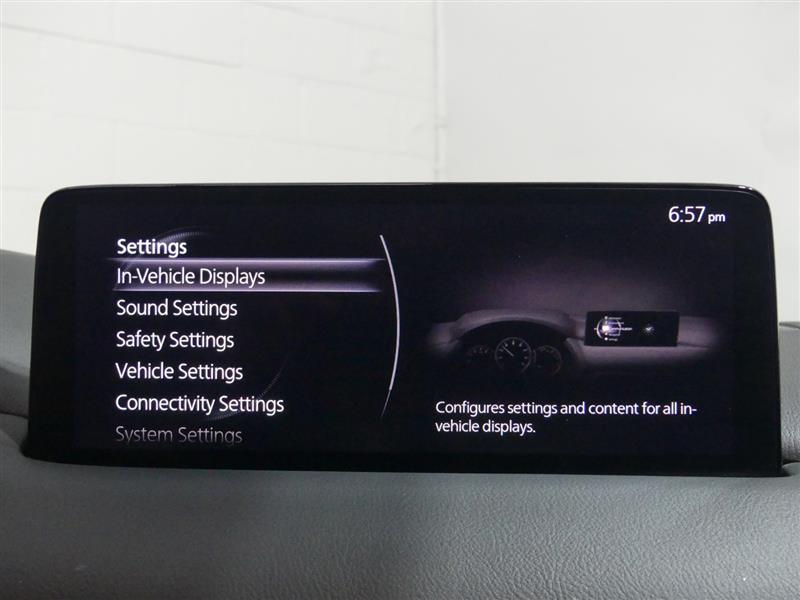 6:57 pm
Settings
In-Vehicle Displays
Sound Settings
Safety Settings
Vehicle Settings
Connectivity Settings
System Settings
Configures settings and content for all in-
vehicle displays.